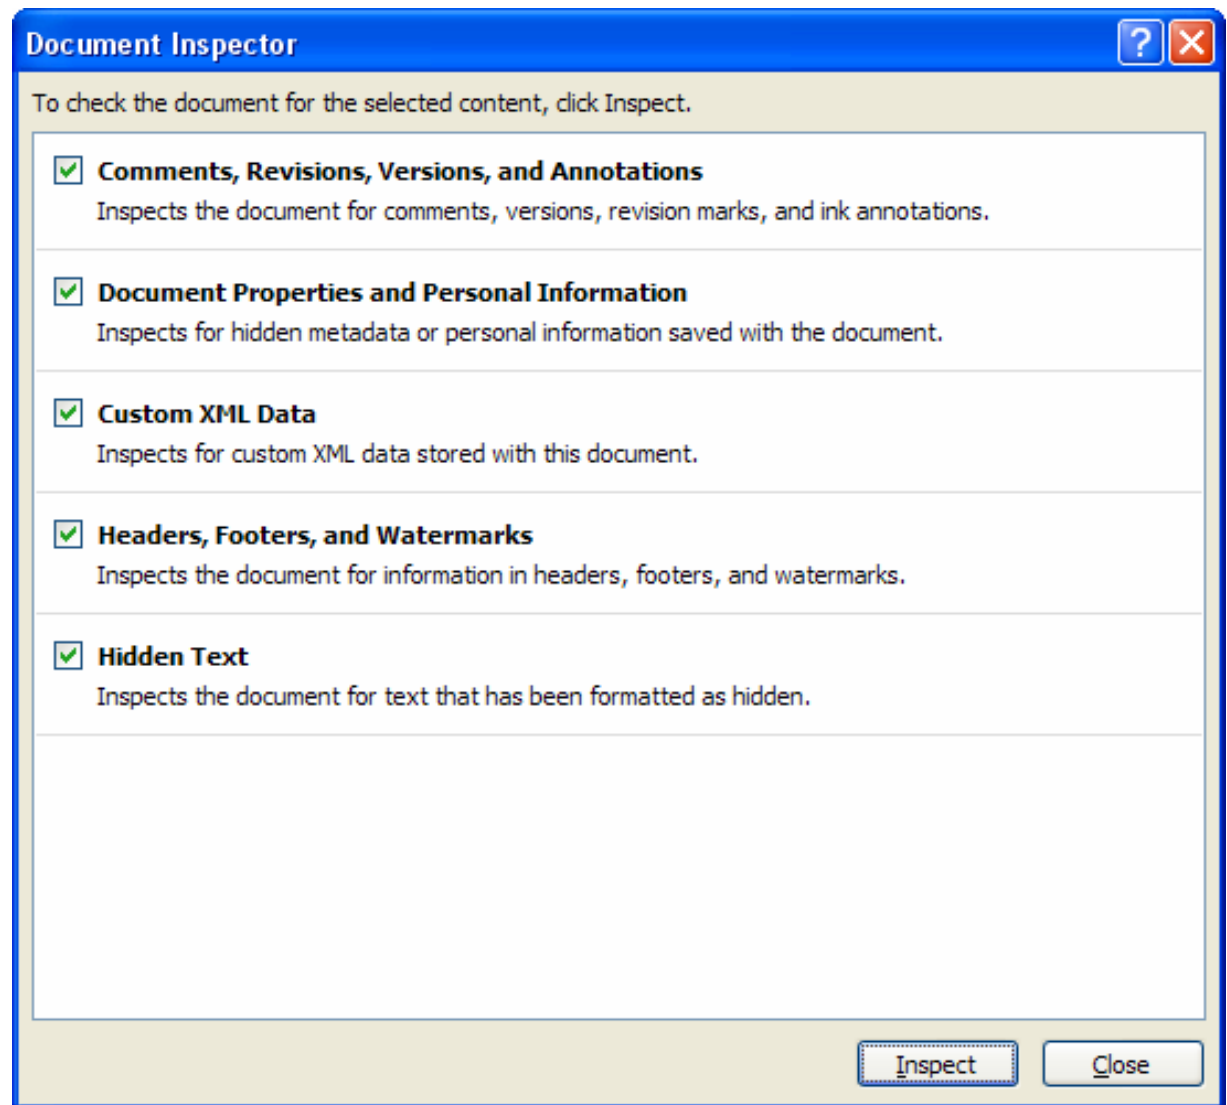 Document Inspector
To check the document for the selected content, click Inspect.
Comments, Revisions, Versions, and Annotations
Inspects the document for comments, versions, revision marks, and ink annotations.
Document Properties and Personal Information
Inspects for hidden metadata or personal information saved with the document.
Custom XML Data
Inspects for custom XML data stored with this document.
Headers, Footers, and Watermarks
Inspects the document for information in headers, footers, and watermarks.
Hidden Text
Inspects the document for text that has been formatted as hidden.
Inspect Close